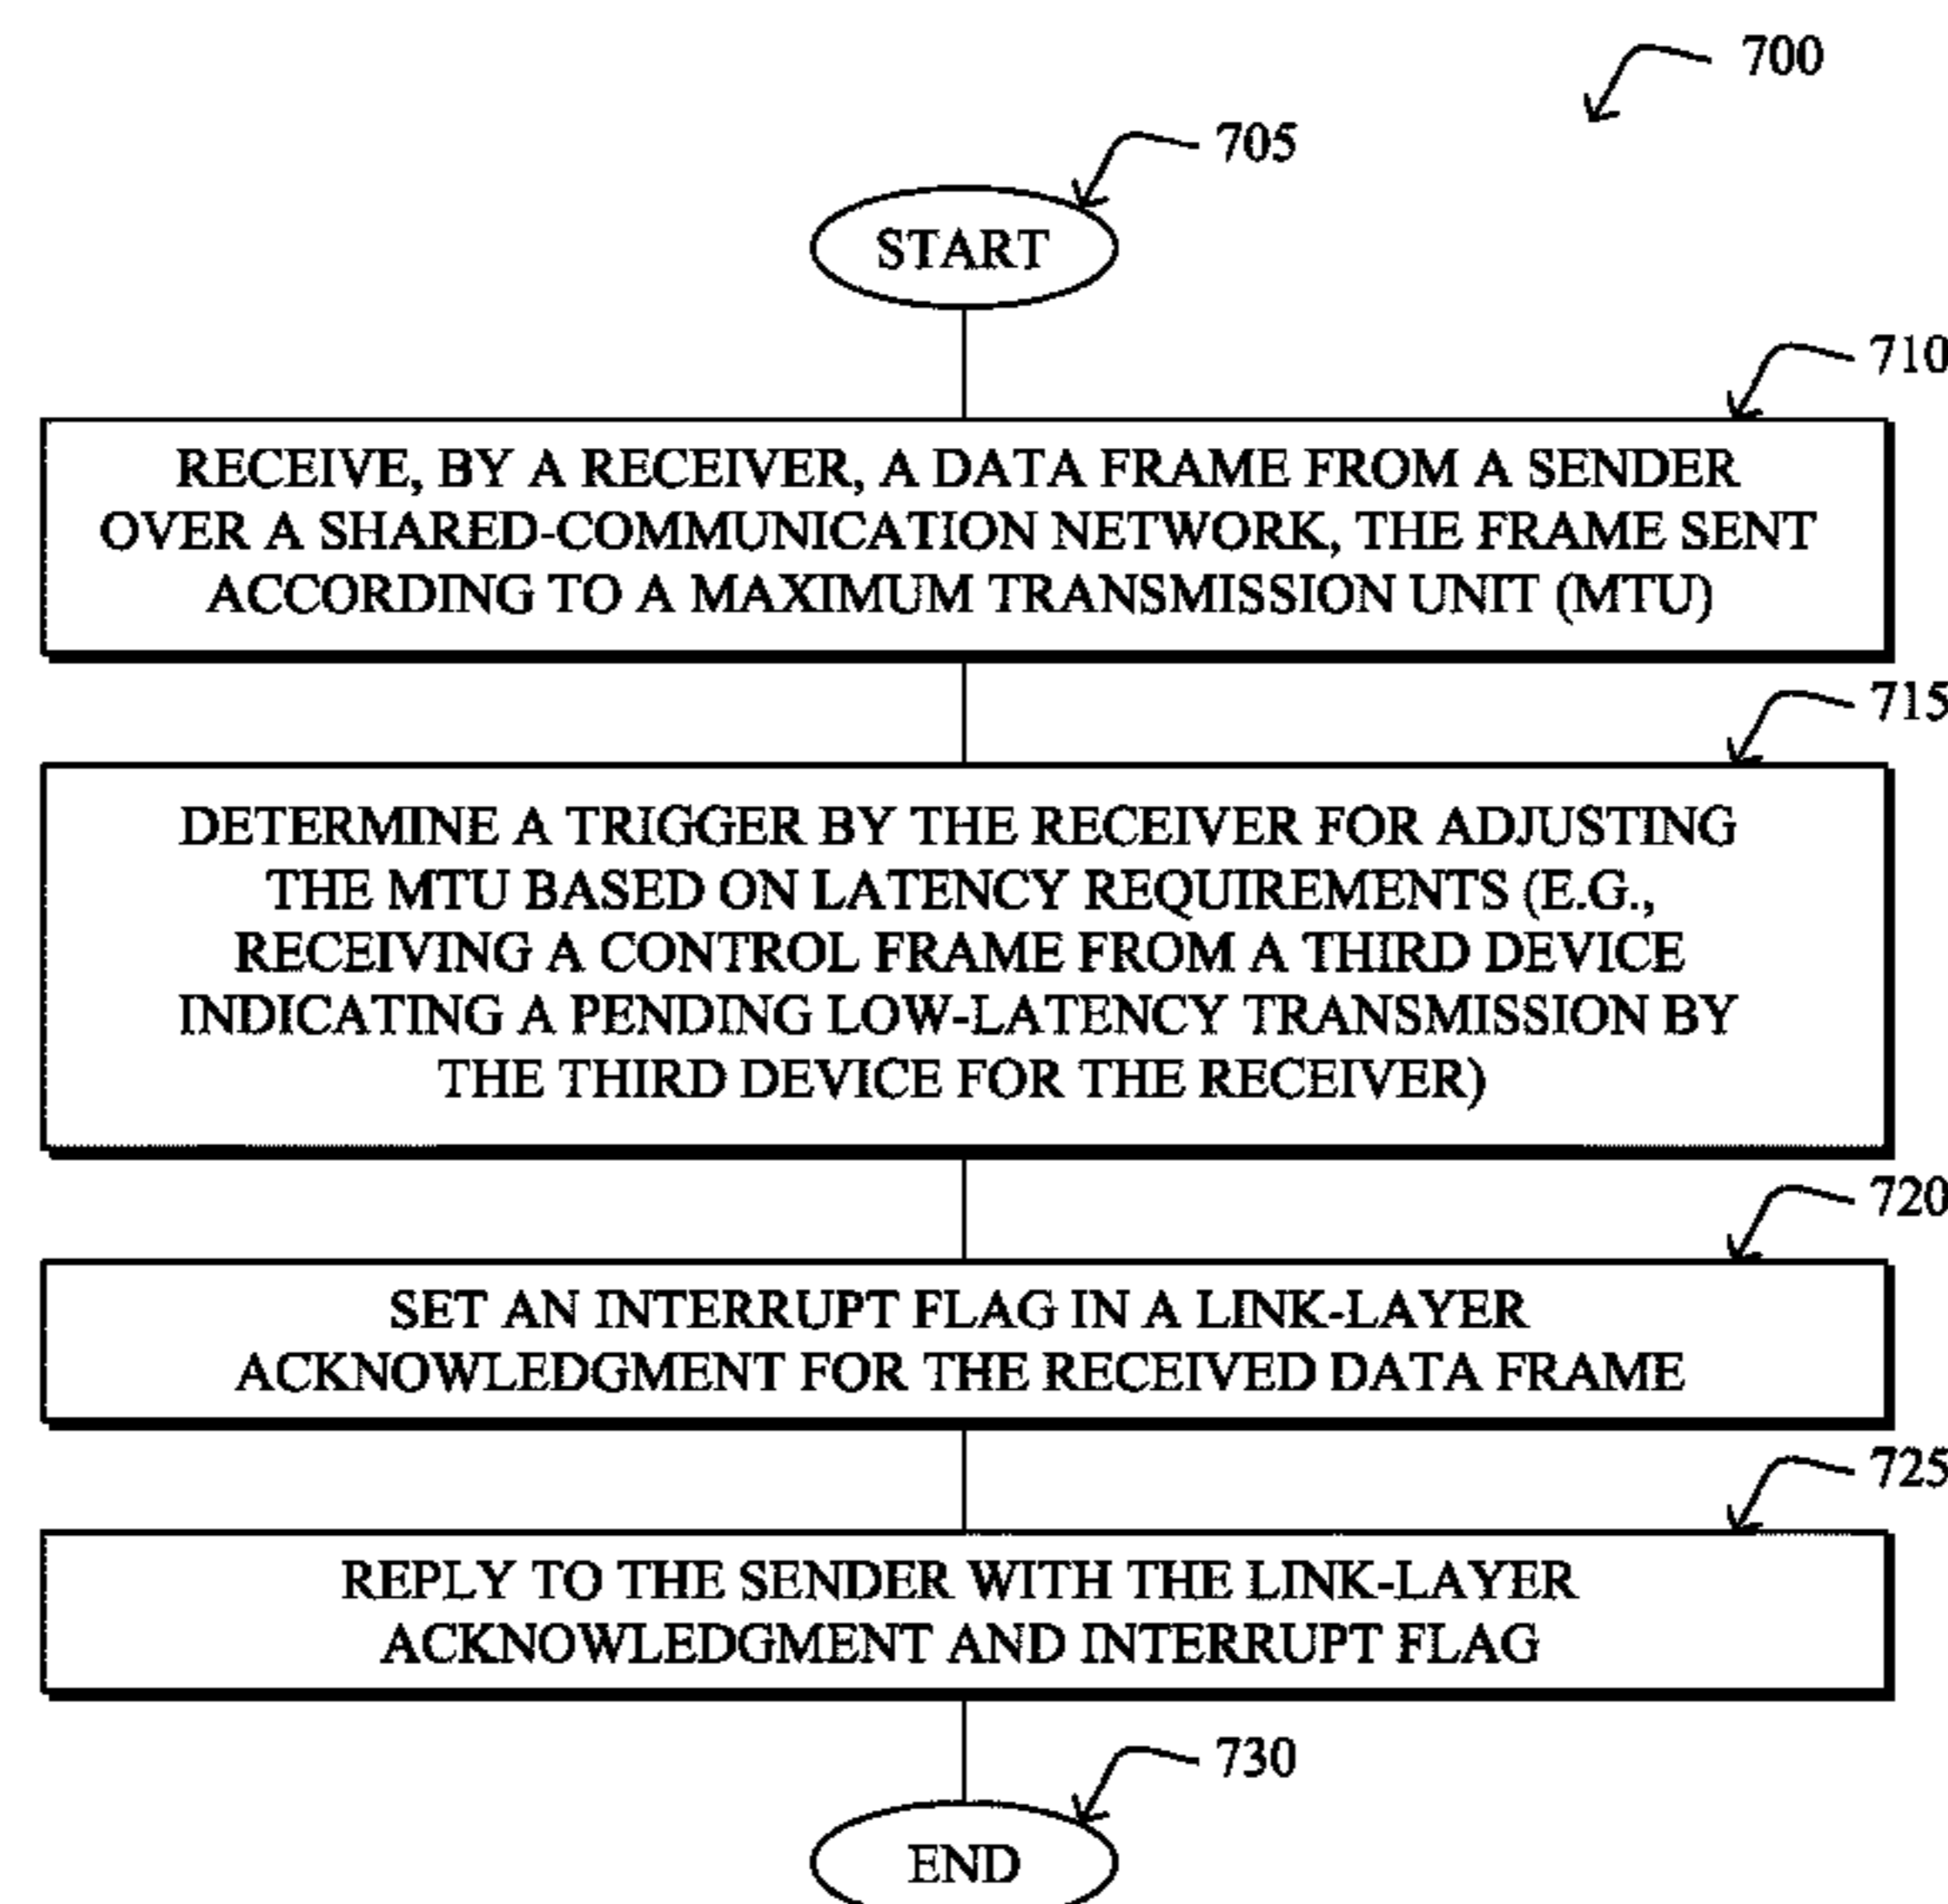 700
705
START
710
RECEIVE, BY A RECEIVER, A DATA FRAME FROM A SENDER
OVER A SHARED-COMMUNICATION NETWORK, THE FRAME SENT
ACCORDING TO A MAXIMUM TRANSMISSION UNIT (MTU)
715
DETERMINE A TRIGGER BY THE RECEIVER FOR ADJUSTING
THE MTU BASED ON LATENCY REQUIREMENTS (E.G.,
RECEIVING A CONTROL FRAME FROM A THIRD DEVICE
INDICATING A PENDING LOW-LATENCY TRANSMISSION BY
THE THIRD DEVICE FOR THE RECEIVER)
720
SET AN INTERRUPT FLAG IN A LINK-LAYER
ACKNOWLEDGMENT FOR THE RECEIVED DATA FRAME
725
REPLY TO THE SENDER WITH THE LINK-LAYER
ACKNOWLEDGMENT AND INTERRUPT FLAG
730
END